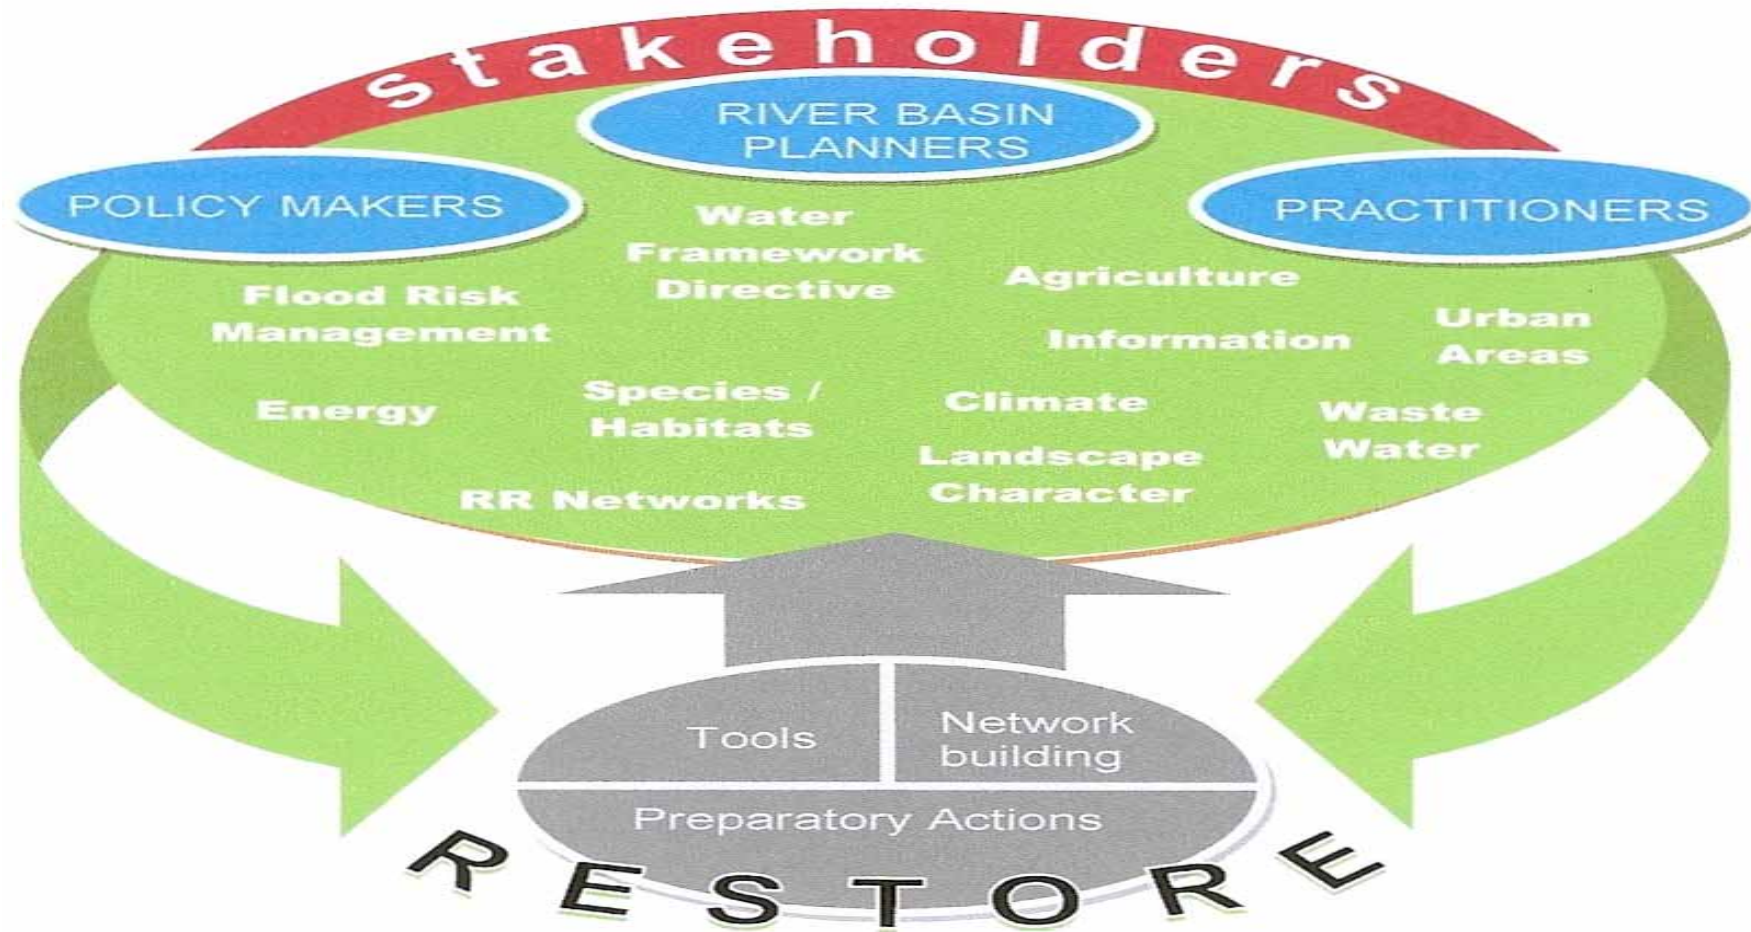 stakeholders
RIVER BASIN
PLANNERS
POLICY MAKERS
PRACTITIONERS
Water
Framework
Directive
Flood Risk
Management
Agriculture
Information
Urban
Areas
Energy
Species /
Habitats
Climate
Waste
Water
Landscape
Character
RR Networks
Tools
Network
building
Preparatory Actions
RESTORE